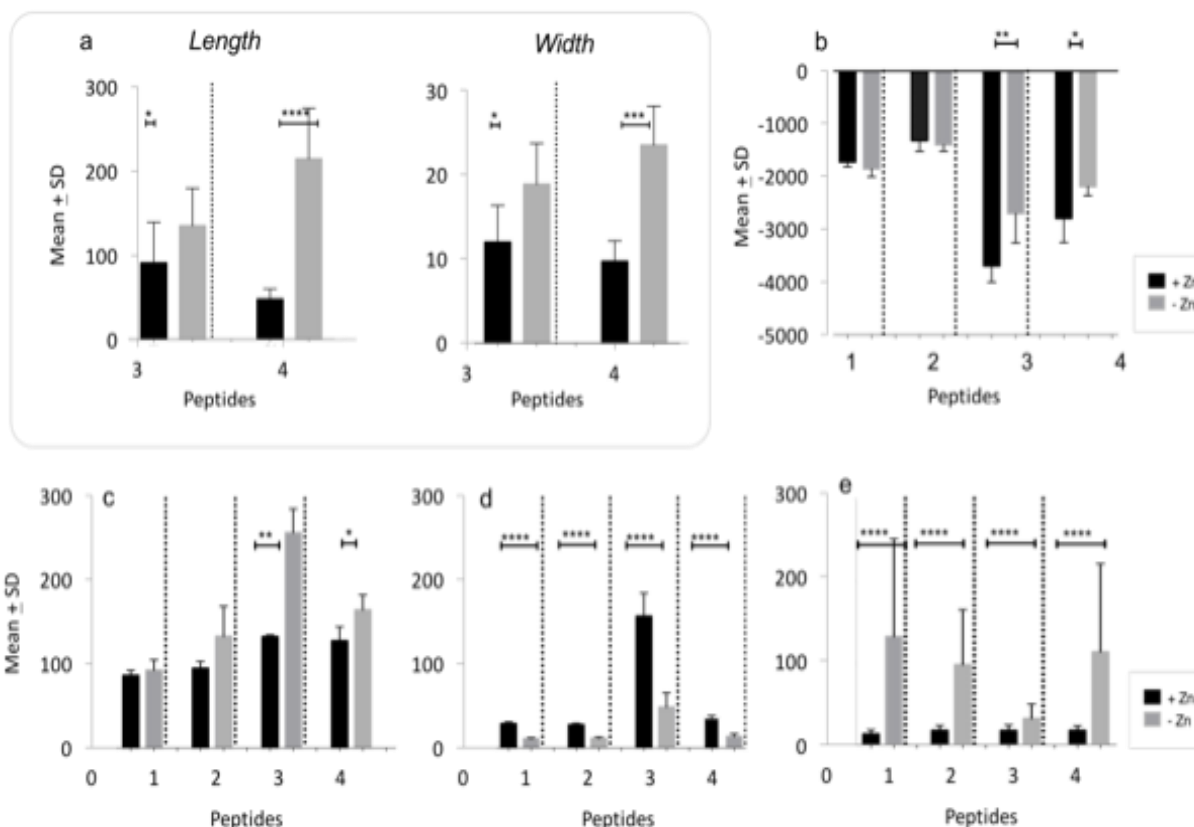 a
Length
Width
300
200
100
0
Mean ± SD
*
****
3
4
Peptides
30
20
10
0
*
***
3
4
Peptides
b
**
*
0
-1000
-2000
-3000
-4000
-5000
Mean ± SD
1 2 3 4
Peptides
+ Zn
- Zn
c
300
200
100
0
Mean ± SD
**
*
0 1 2 3 4
Peptides
d
300
200
100
0
**** **** **** ****
0 1 2 3 4
Peptides
e
300
200
100
0
**** **** **** ****
0 1 2 3 4
Peptides
+ Zn
- Zn